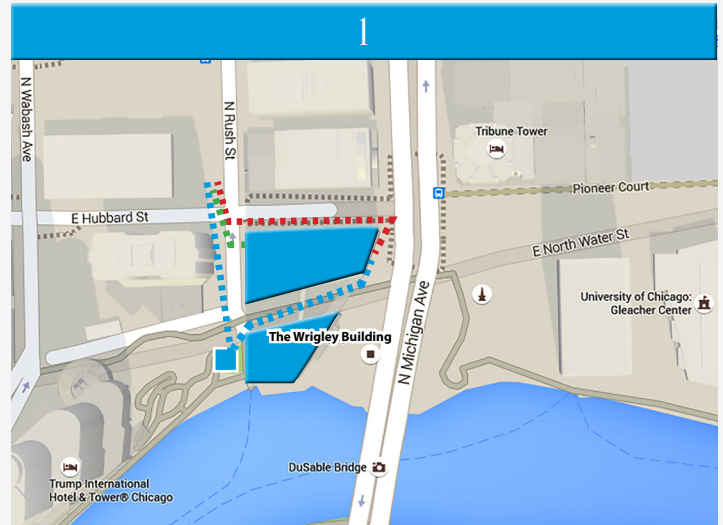 1
N Wabash Ave
N Rush St
Tribune Tower
Pioneer Court
E Hubbard St
E North Water St
University of Chicago:
Gleacher Center
The Wrigley Building
N Michigan Ave
DuSable Bridge
Trump International
Hotel & Tower® Chicago